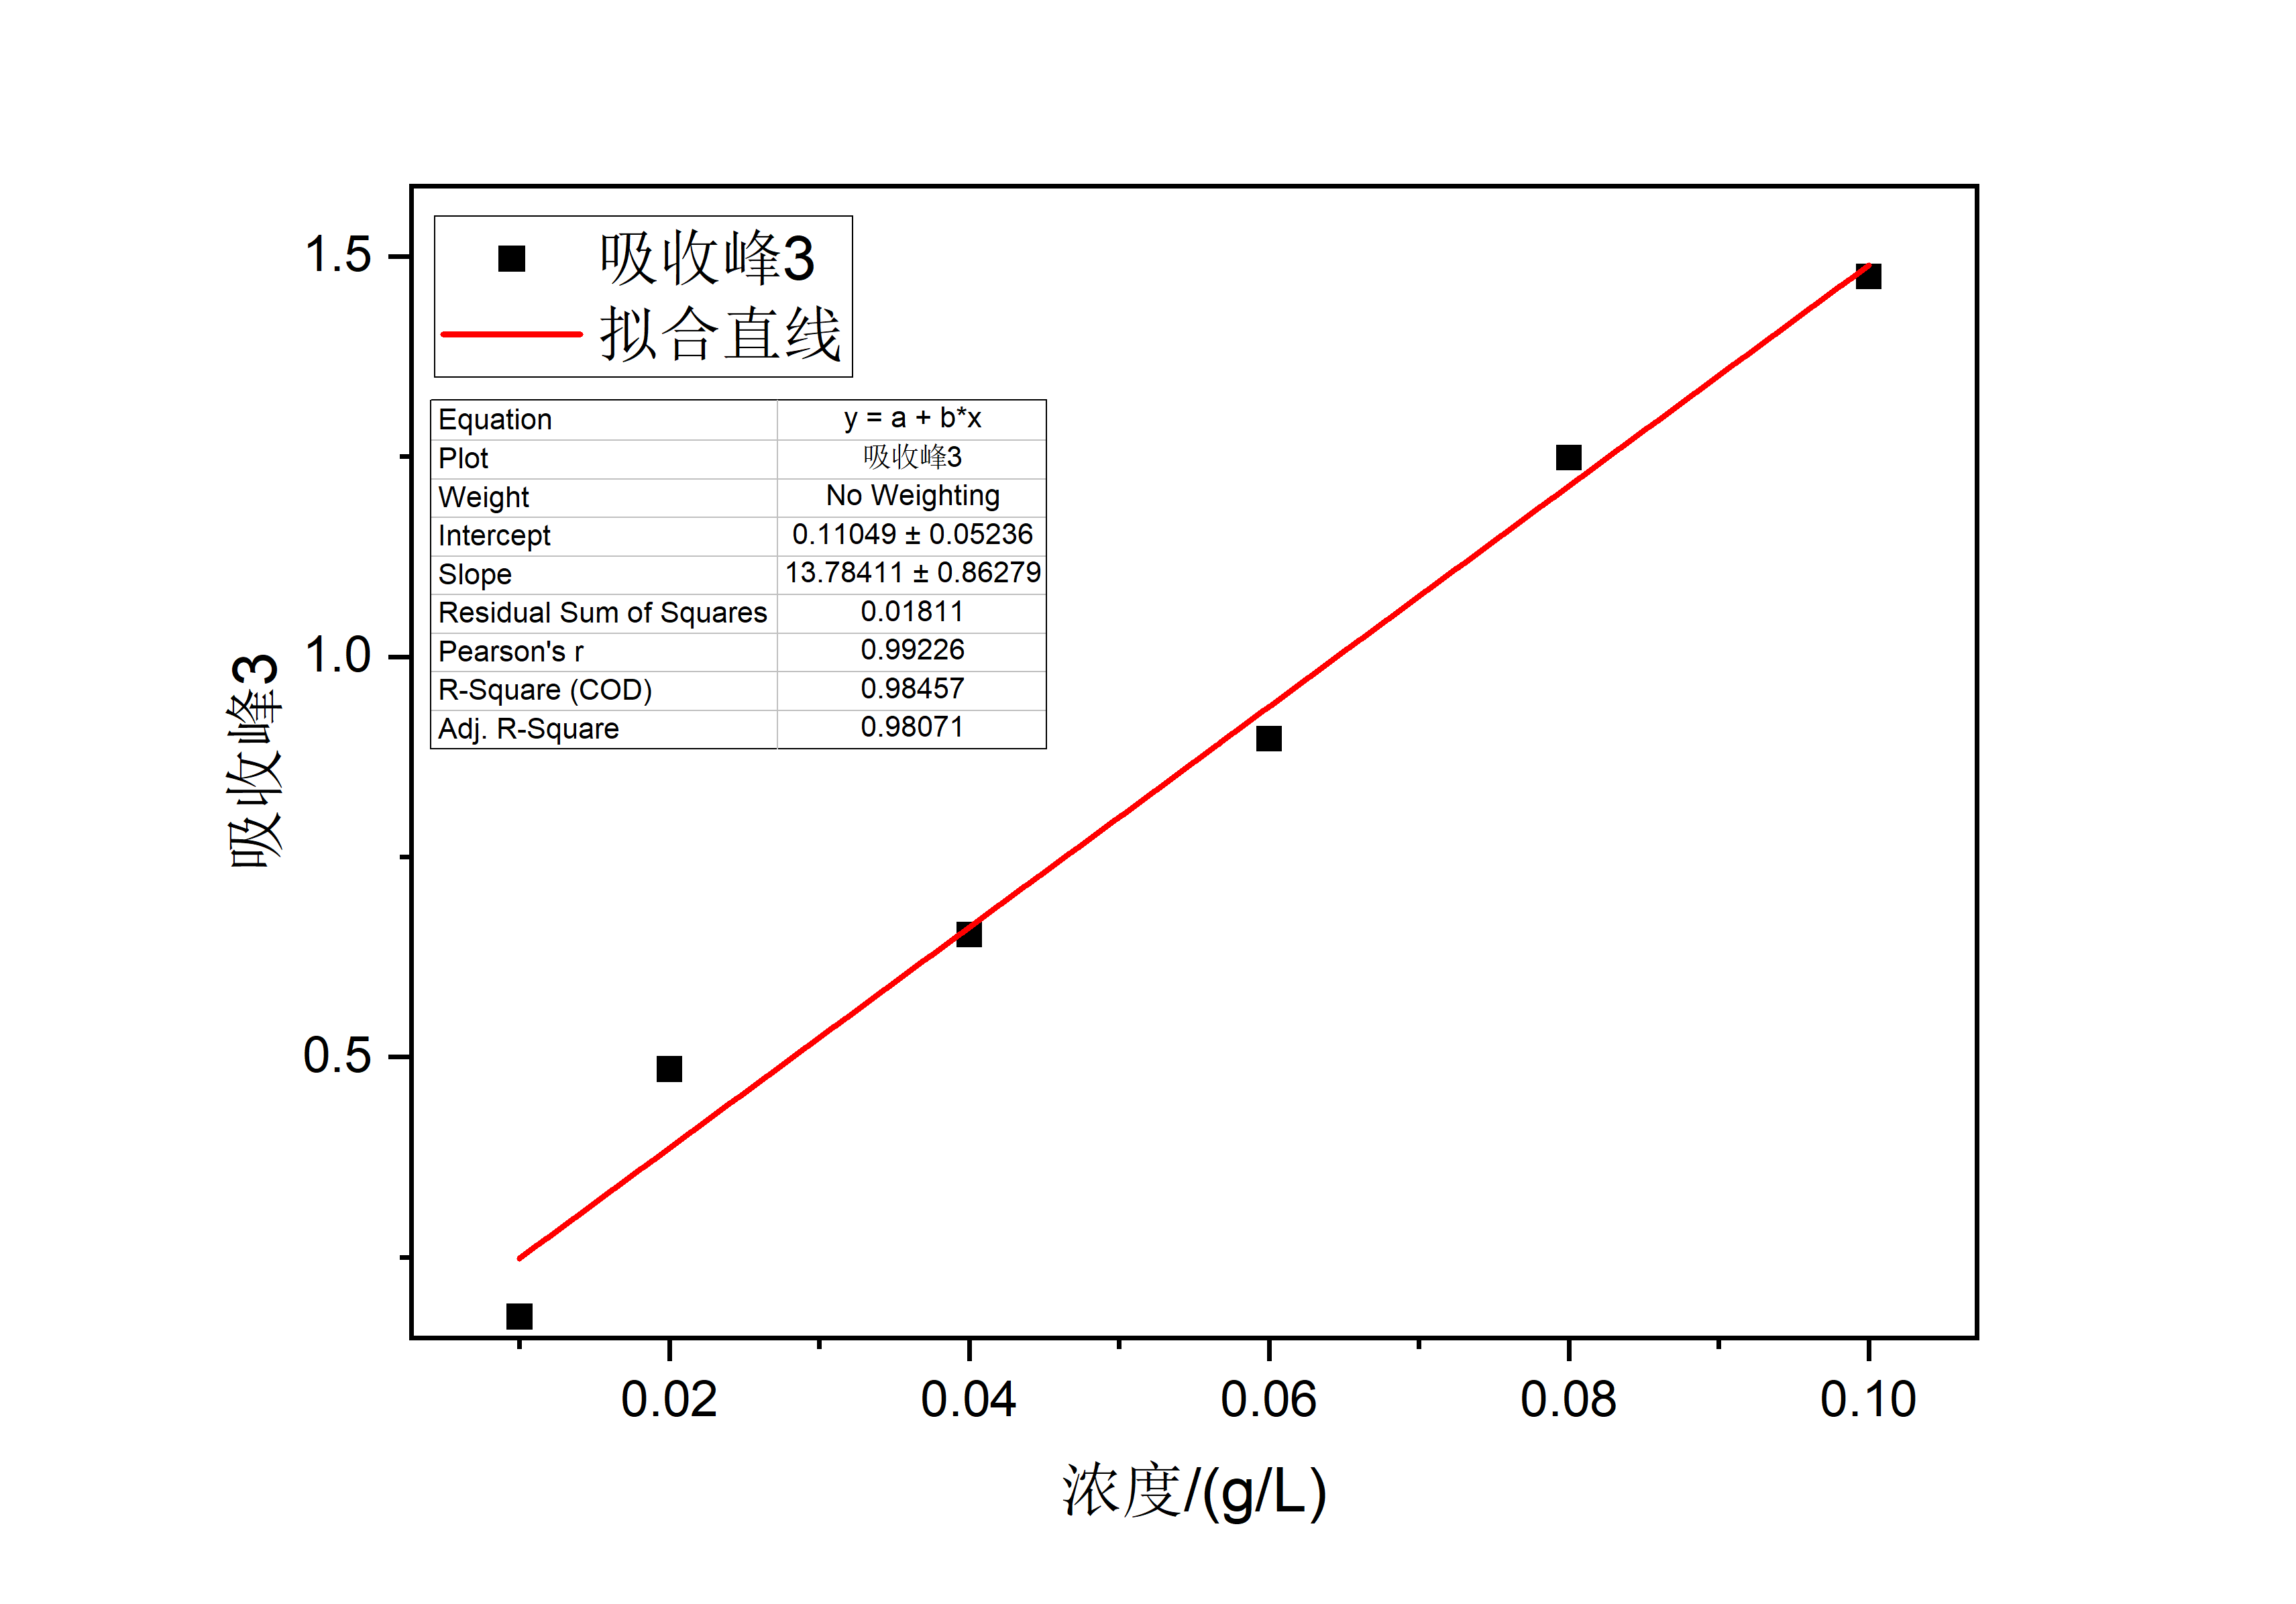 吸收峰3
拟合直线
Equation y = a + b*x
Plot 吸收峰3
Weight No Weighting
Intercept 0.11049 ± 0.05236
Slope 13.78411 ± 0.86279
Residual Sum of Squares 0.01811
Pearson's r 0.99226
R-Square (COD) 0.98457
Adj. R-Square 0.98071
1.5
1.0
0.5
吸收峰3
0.02 0.04 0.06 0.08 0.10
浓度/(g/L)